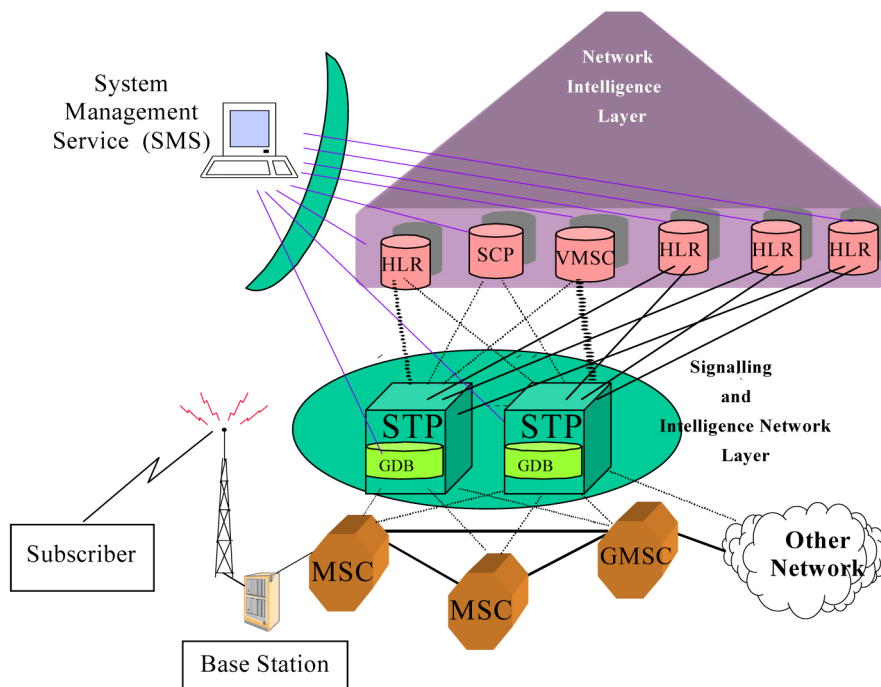 Network
Intelligence
Layer
System
Management
Service (SMS)
HLR
SCP
VMSC
HLR
HLR
HLR
Signalling
and
Intelligence Network
Layer
STP
STP
GDB
GDB
Subscriber
MSC
MSC
GMSC
Other
Network
Base Station